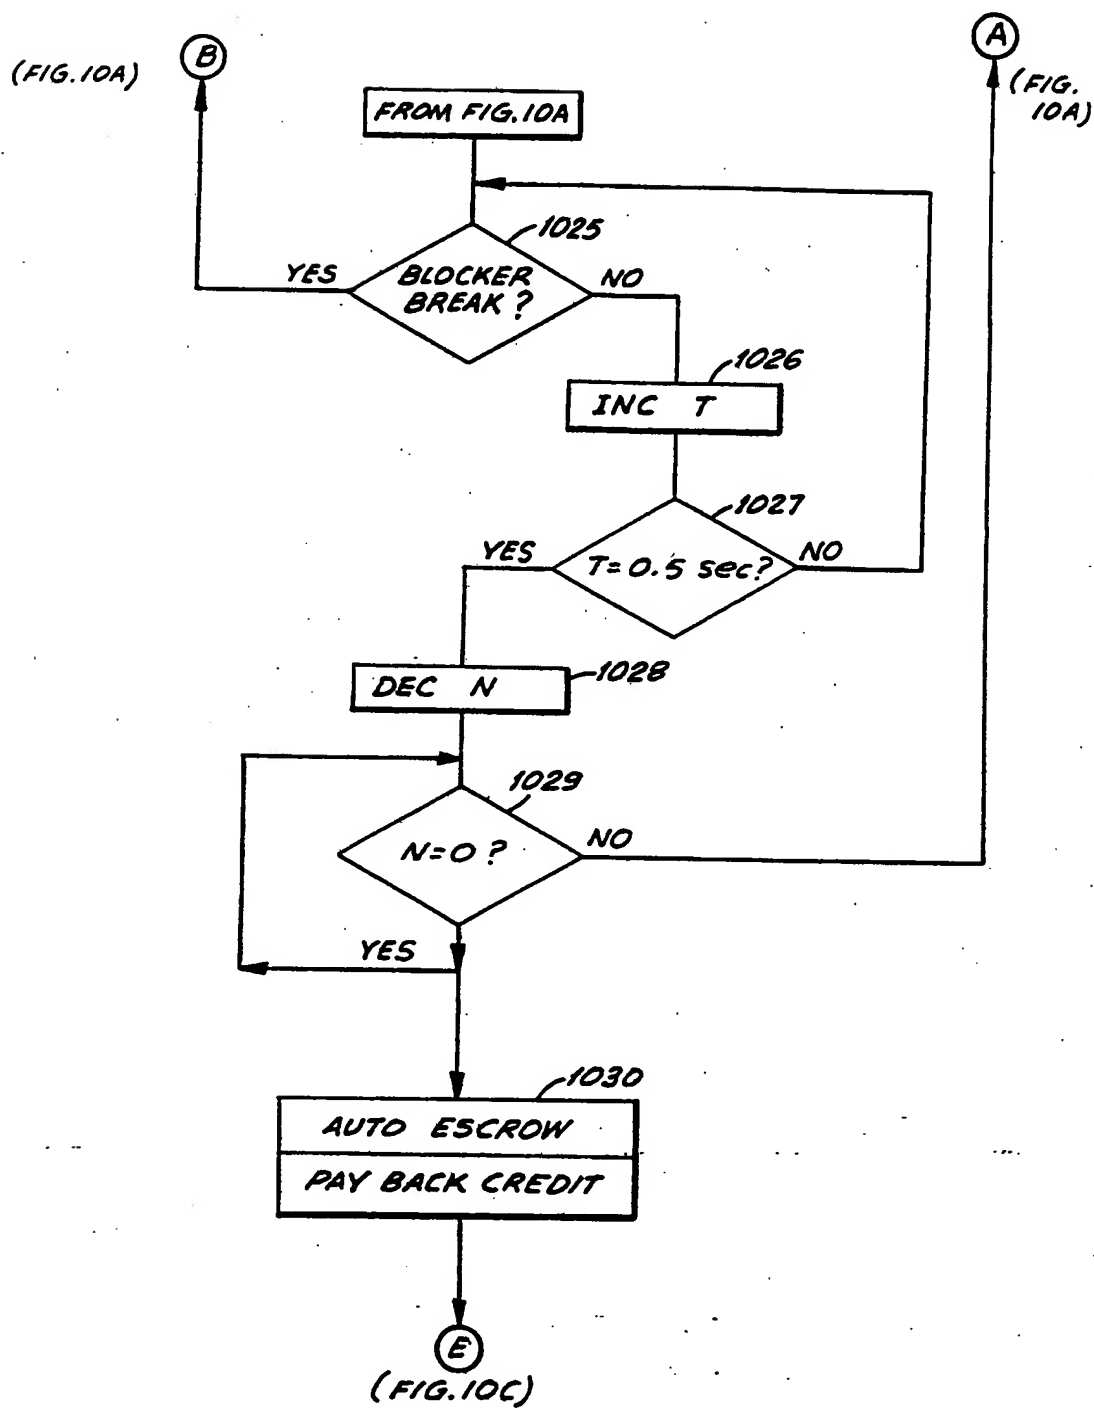 B
(FIG.10A)
A
(FIG.
10A)
FROM FIG.10A
1025
YES
BLOCKER
BREAK ?
NO
1026
INC T
1027
YES
T=0.5 sec?
NO
DEC N
1028
1029
N=0 ?
NO
YES
1030
AUTO ESCROW
PAY BACK CREDIT
E
(FIG.10C)